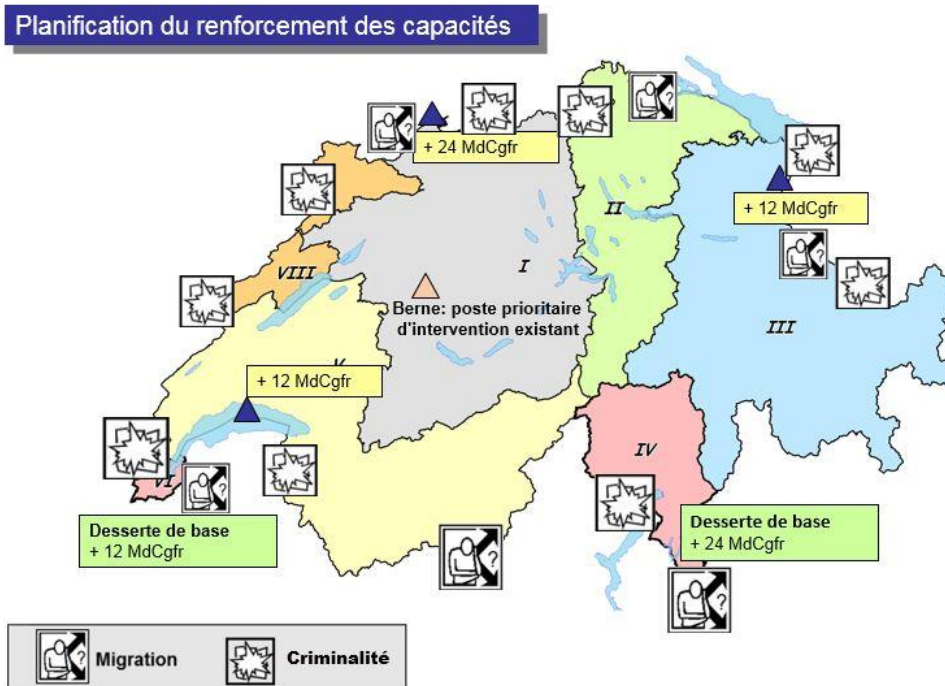 Planification du renforcement des capacités
?
?
+ 24 MdCgfr
+ 12 MdCgfr
II
?
VIII
I
Berne: poste prioritaire
d'intervention existant
III
V
+ 12 MdCgfr
IV
VI
?
Desserte de base
+ 12 MdCgfr
Desserte de base
+ 24 MdCgfr
?
?
? Migration
Criminalité